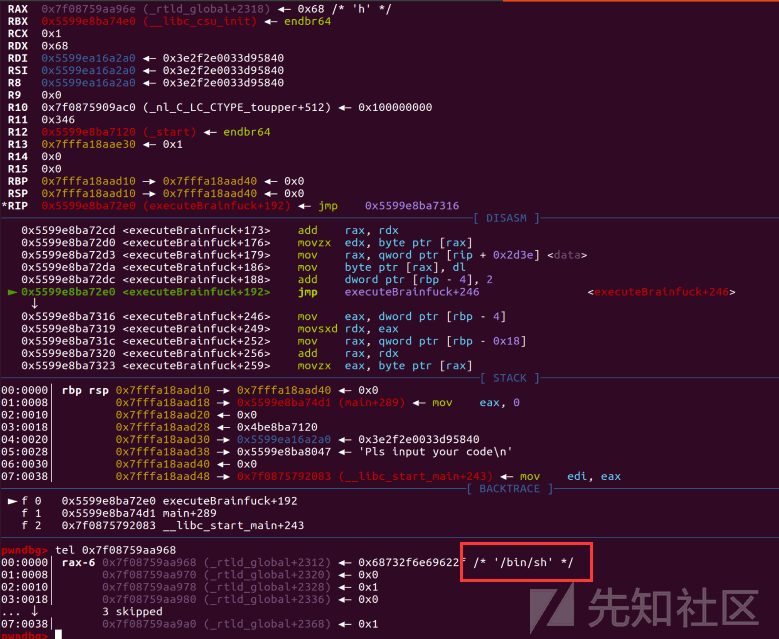 RAX 0x7f08759aa96e (_rtld_global+2318) ◂— 0x68 /* 'h' */
RBX 0x5599e8ba74e0 (__libc_csu_init) ◂— endbr64
RCX 0x1
RDX 0x68
RDI 0x5599ea16a2a0 ◂— 0x3e2f2e0033d95840
RSI 0x5599ea16a2a0 ◂— 0x3e2f2e0033d95840
R8 0x5599ea16a2a0 ◂— 0x3e2f2e0033d95840
R9 0x0
R10 0x7f0875909ac0 (_nl_C_LC_CTYPE_toupper+512) ◂— 0x100000000
R11 0x346
R12 0x5599e8ba7120 (_start) ◂— endbr64
R13 0x7fffa18aae30 ◂— 0x1
R14 0x0
R15 0x0
RBP 0x7fffa18aad10 —▸ 0x7fffa18aad40 ◂— 0x0
RSP 0x7fffa18aad10 —▸ 0x7fffa18aad40 ◂— 0x0
*RIP 0x5599e8ba72e0 (executeBrainfuck+192) ◂— jmp 0x5599e8ba7316
[ DISASM ]
0x5599e8ba72cd <executeBrainfuck+173> add rax, rdx
0x5599e8ba72d0 <executeBrainfuck+176> movzx edx, byte ptr [rax]
0x5599e8ba72d3 <executeBrainfuck+179> mov rax, qword ptr [rip + 0x2d3e] <data>
0x5599e8ba72da <executeBrainfuck+186> mov byte ptr [rax], dl
0x5599e8ba72dc <executeBrainfuck+188> add dword ptr [rbp - 4], 2
► 0x5599e8ba72e0 <executeBrainfuck+192> jmp executeBrainfuck+246 <executeBrainfuck+246>
↓
0x5599e8ba7316 <executeBrainfuck+246> mov eax, dword ptr [rbp - 4]
0x5599e8ba7319 <executeBrainfuck+249> movsxd rdx, eax
0x5599e8ba731c <executeBrainfuck+252> mov rax, qword ptr [rbp - 0x18]
0x5599e8ba7320 <executeBrainfuck+256> add rax, rdx
0x5599e8ba7323 <executeBrainfuck+259> movzx eax, byte ptr [rax]
[ STACK ]
00:0000│ rbp rsp 0x7fffa18aad10 —▸ 0x7fffa18aad40 ◂— 0x0
01:0008│ 0x7fffa18aad18 —▸ 0x5599e8ba74d1 (main+289) ◂— mov eax, 0
02:0010│ 0x7fffa18aad20 ◂— 0x0
03:0018│ 0x7fffa18aad28 ◂— 0x4be8ba7120
04:0020│ 0x7fffa18aad30 —▸ 0x5599ea16a2a0 ◂— 0x3e2f2e0033d95840
05:0028│ 0x7fffa18aad38 —▸ 0x5599e8ba8047 ◂— 'Pls input your code\n'
06:0030│ 0x7fffa18aad40 ◂— 0x0
07:0038│ 0x7fffa18aad48 —▸ 0x7f0875792083 (__libc_start_main+243) ◂— mov edi, eax
[ BACKTRACE ]
► f 0 0x5599e8ba72e0 executeBrainfuck+192
f 1 0x5599e8ba74d1 main+289
f 2 0x7f0875792083 __libc_start_main+243
pwndbg> tel 0x7f08759aa968
00:0000│ rax-6 0x7f08759aa968 (_rtld_global+2312) ◂— 0x68732f6e69622f /* '/bin/sh' */
01:0008│ 0x7f08759aa970 (_rtld_global+2320) ◂— 0x0
02:0010│ 0x7f08759aa978 (_rtld_global+2328) ◂— 0x1
03:0018│ 0x7f08759aa980 (_rtld_global+2336) ◂— 0x0
... ↓ 3 skipped
07:0038│ 0x7f08759aa9a0 (_rtld_global+2368) ◂— 0x1
pwndbg>
先知社区